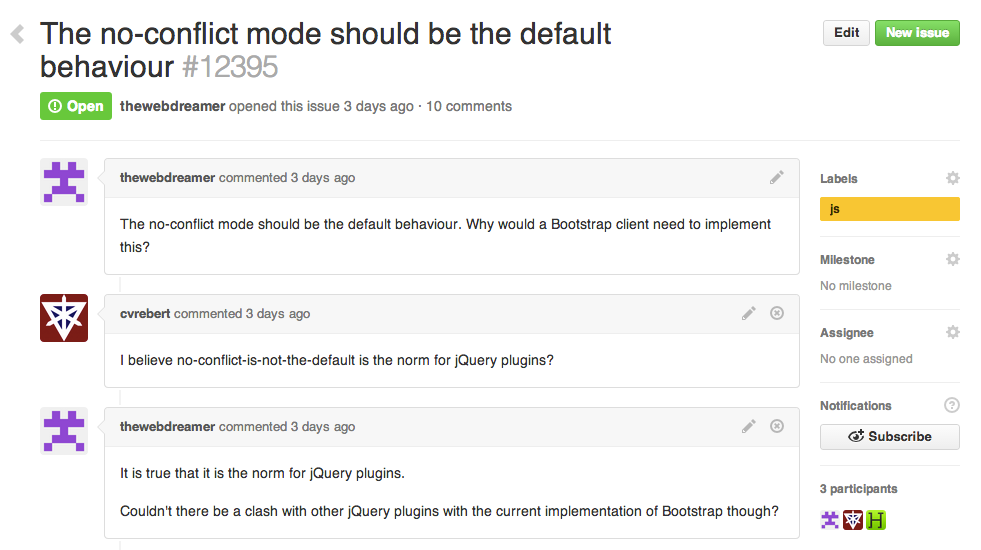 The no-conflict mode should be the default
behaviour #12395
Edit
New issue
Open
thewebdreamer opened this issue 3 days ago · 10 comments
thewebdreamer commented 3 days ago
The no-conflict mode should be the default behaviour. Why would a Bootstrap client need to implement
this?
cvrebert commented 3 days ago
I believe no-conflict-is-not-the-default is the norm for jQuery plugins?
thewebdreamer commented 3 days ago
It is true that it is the norm for jQuery plugins.
Couldn't there be a clash with other jQuery plugins with the current implementation of Bootstrap though?
Labels
js
Milestone
No milestone
Assignee
No one assigned
Notifications
Subscribe
3 participants
H